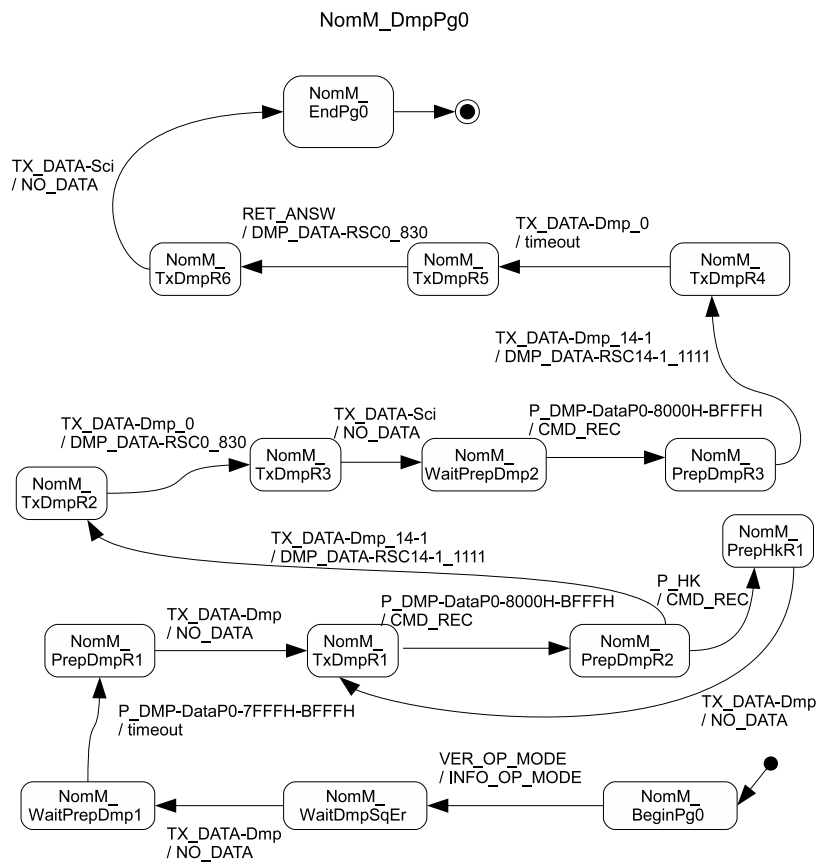 NomM_DmpPg0
NomM_
EndPg0
TX_DATA-Sci
/ NO_DATA
RET_ANSW
/ DMP_DATA-RSC0_830
TX_DATA-Dmp_0
/ timeout
NomM_
TxDmpR6
NomM_
TxDmpR5
NomM_
TxDmpR4
TX_DATA-Dmp_14-1
/ DMP_DATA-RSC14-1_1111
TX_DATA-Dmp_0
/ DMP_DATA-RSC0_830
TX_DATA-Sci
/ NO_DATA
P_DMP-DataP0-8000H-BFFFH
/ CMD_REC
NomM_
TxDmpR2
NomM_
TxDmpR3
NomM_
WaitPrepDmp2
NomM_
PrepDmpR3
TX_DATA-Dmp_14-1
/ DMP_DATA-RSC14-1_1111
NomM_
PrepHkR1
P_HK
/ CMD_REC
TX_DATA-Dmp
/ NO_DATA
P_DMP-DataP0-8000H-BFFFH
/ CMD_REC
NomM_
PrepDmpR1
NomM_
TxDmpR1
NomM_
PrepDmpR2
P_DMP-DataP0-7FFFH-BFFFH
/ timeout
TX_DATA-Dmp
/ NO_DATA
VER_OP_MODE
/ INFO_OP_MODE
NomM_
WaitPrepDmp1
NomM_
WaitDmpSqEr
NomM_
BeginPg0
TX_DATA-Dmp
/ NO_DATA